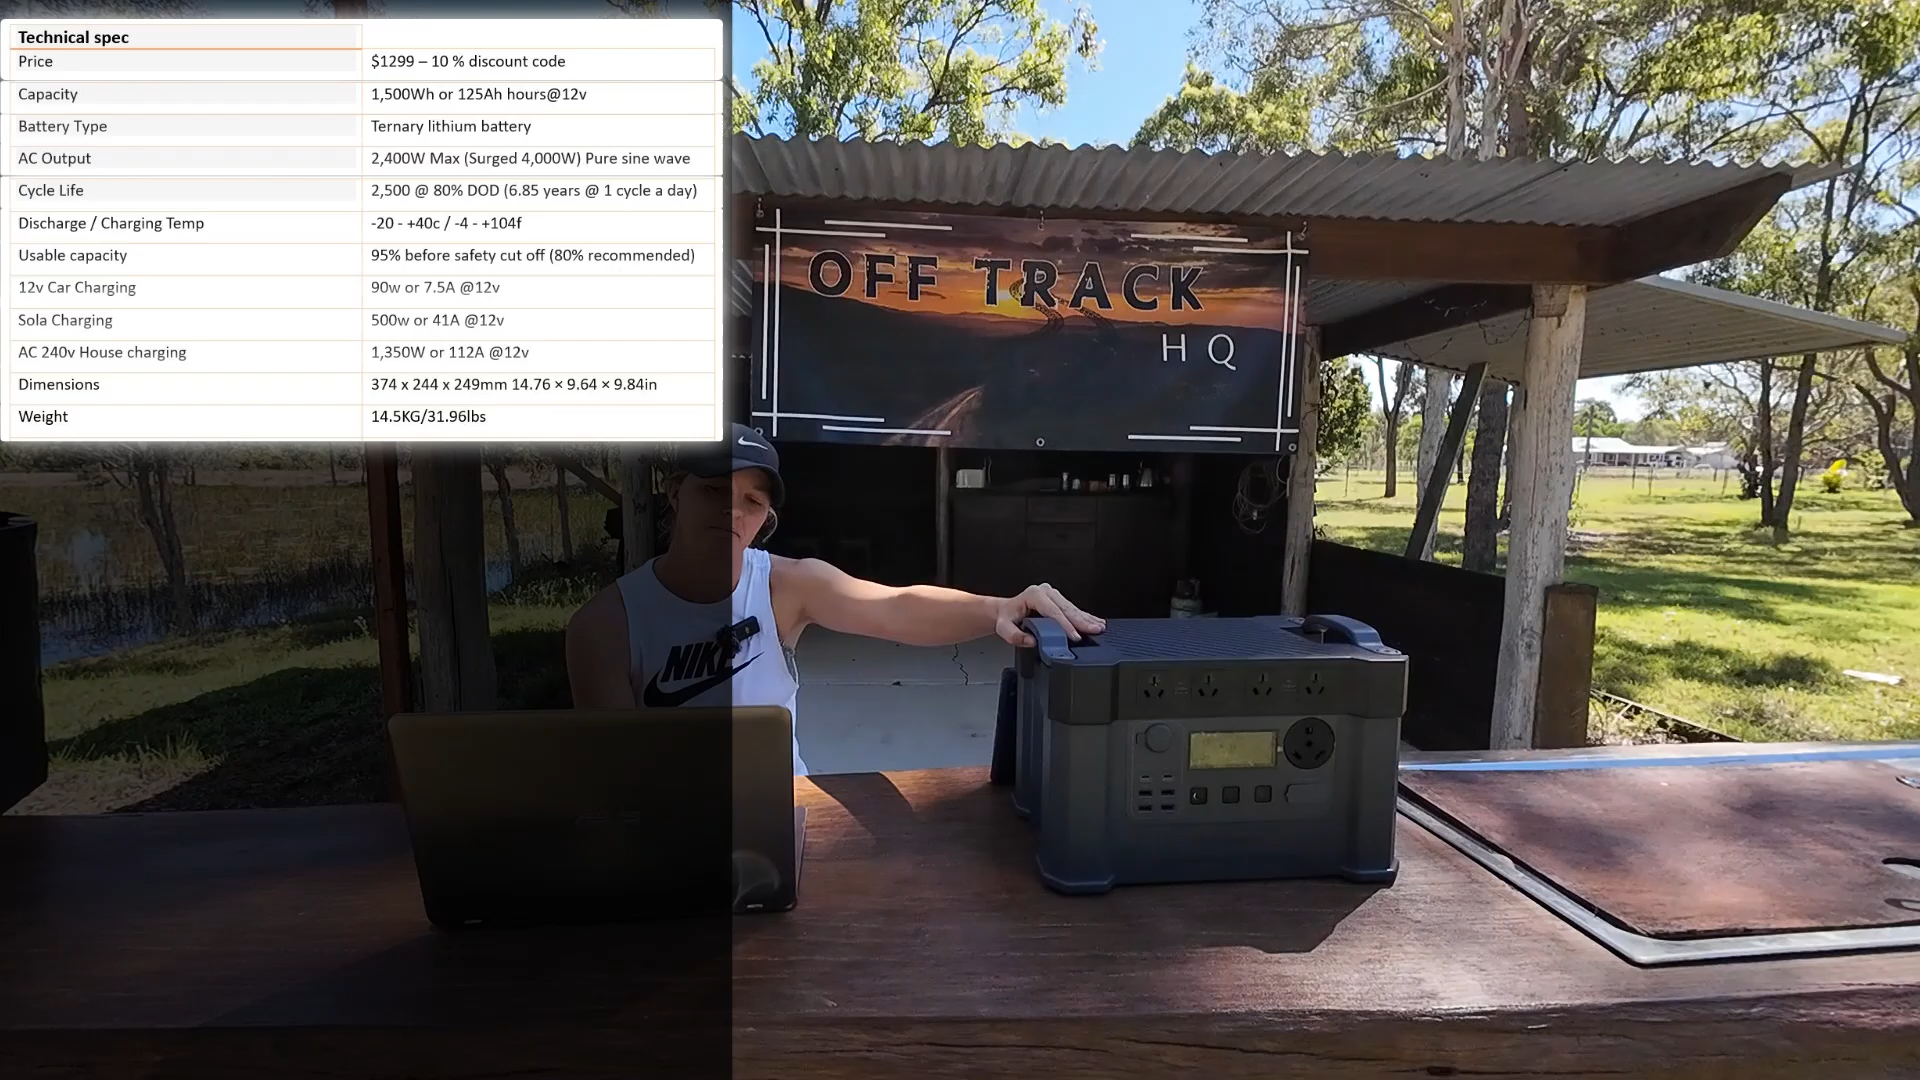 Technical spec
Price $1299 – 10 % discount code
Capacity 1,500Wh or 125Ah hours@12v
Battery Type Ternary lithium battery
AC Output 2,400W Max (Surged 4,000W) Pure sine wave
Cycle Life 2,500 @ 80% DOD (6.85 years @ 1 cycle a day)
Discharge / Charging Temp -20 - +40c / -4 - +104f
Usable capacity 95% before safety cut off (80% recommended)
12v Car Charging 90w or 7.5A @12v
Sola Charging 500w or 41A @12v
AC 240v House charging 1,350W or 112A @12v
Dimensions 374 x 244 x 249mm 14.76 × 9.64 × 9.84in
Weight 14.5KG/31.96lbs
OFF TRACK
HQ
NIKE